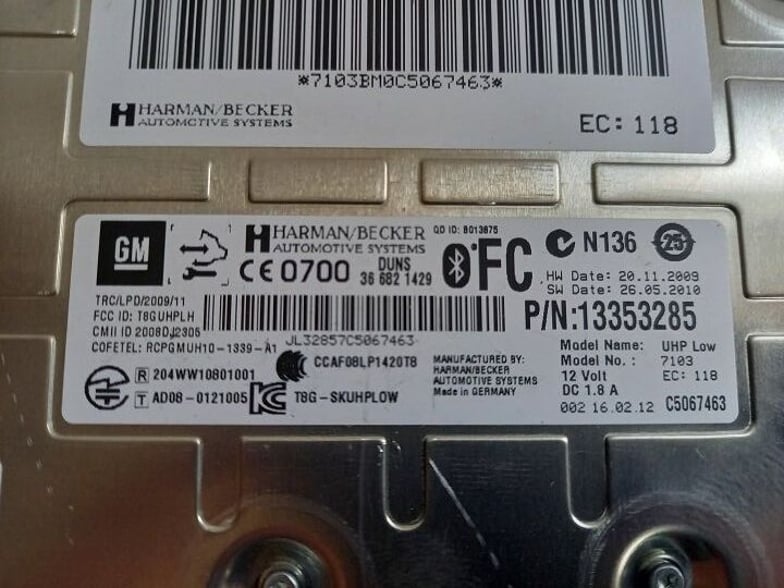 *7103BM0C5067463*
HARMAN/BECKER
AUTOMOTIVE SYSTEMS
EC: 118
GM
HARMAN/BECKER
AUTOMOTIVE SYSTEMS
QD ID: B013875
FC
N136
25
CE 0700
DUNS
36 682 1429
HW Date: 20.11.2009
SW Date: 26.05.2010
TRC/LPD/2009/11
FCC ID: T8GUHPLH
CMII ID 2008DJ2305
COFETEL: RCPGMUH10-1339-A1
JL32857C5067463
P/N:13353285
R 204WW10801001
T AD08-0121005
CCAF08LP1420T8
T8G-SKUHPLOW
MANUFACTURED BY:
HARMAN/BECKER
AUTOMOTIVE SYSTEMS
Made in GERMANY
Model Name: UHP Low
Model No.: 7103
12 Volt EC: 118
DC 1.8 A
002 16.02.12 C5067463